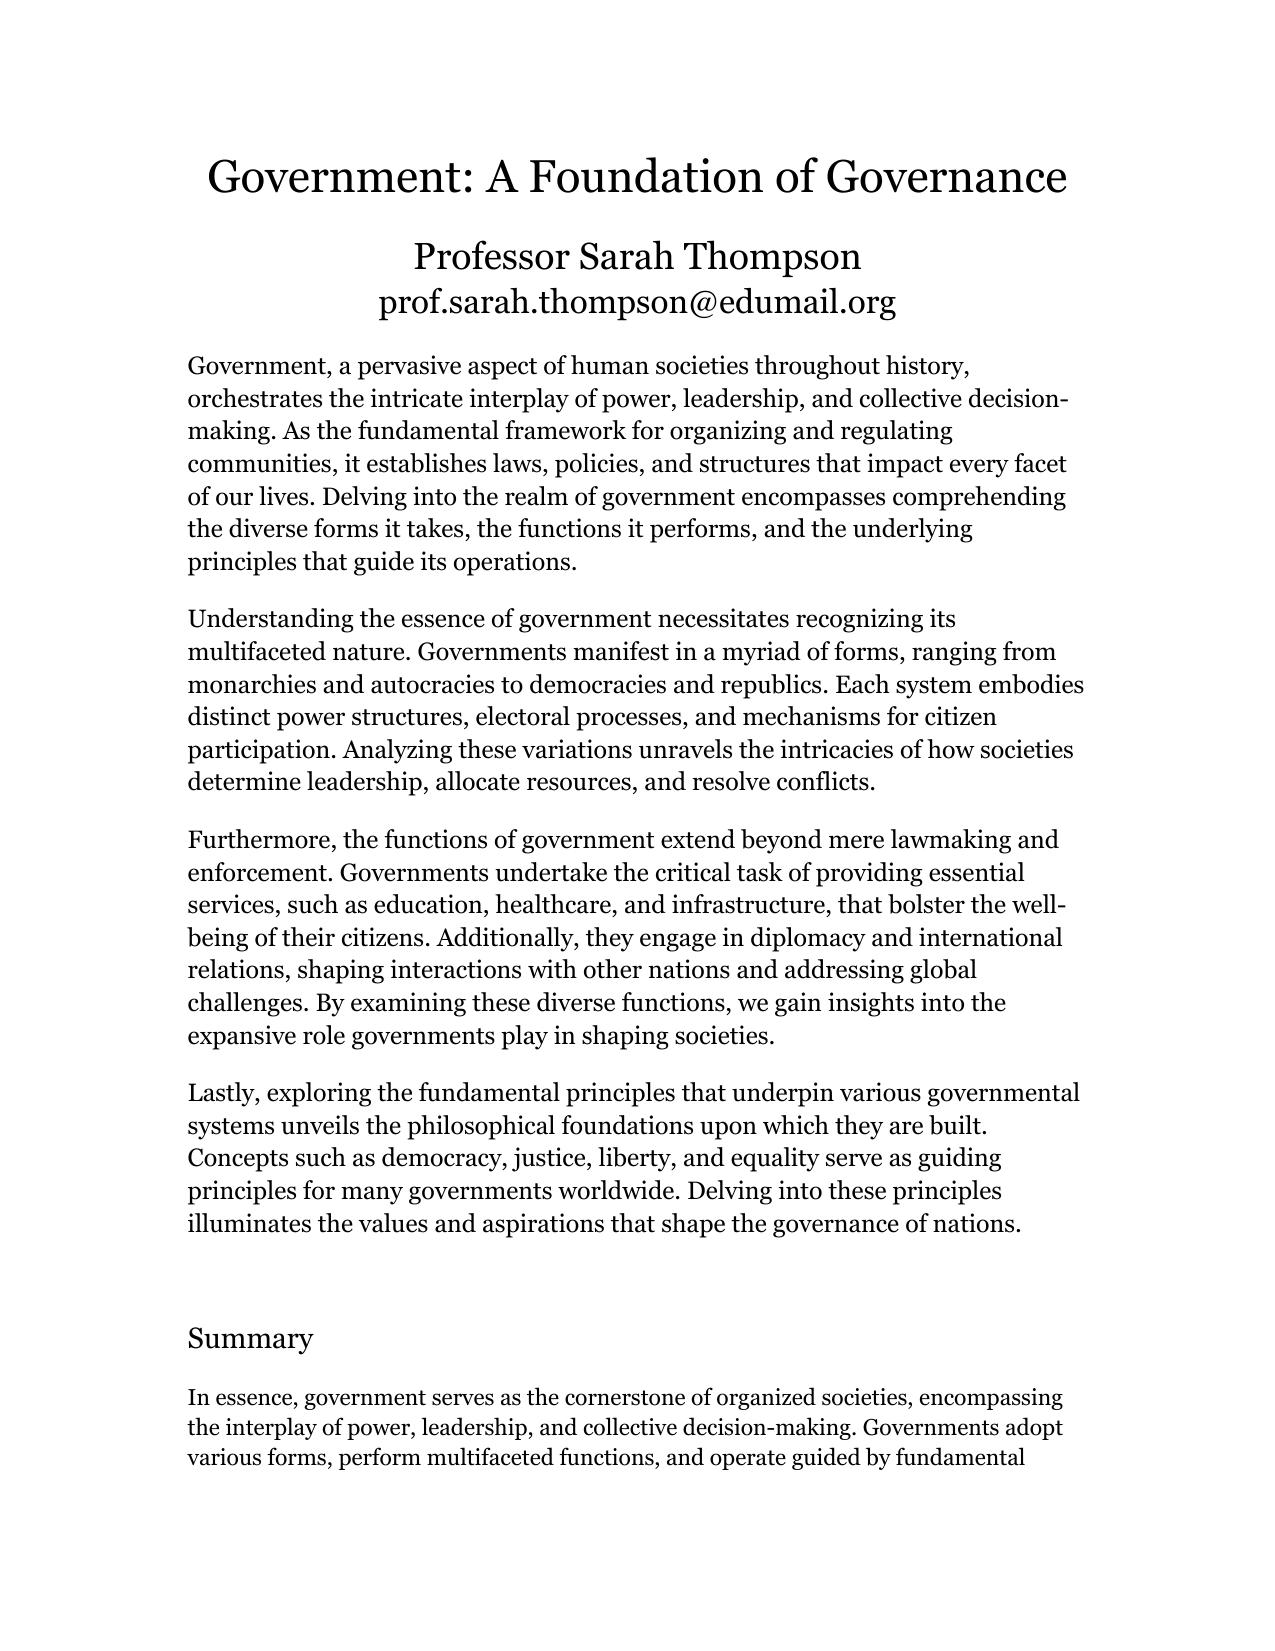 Government: A Foundation of Governance
Professor Sarah Thompson
prof.sarah.thompson@edumail.org
Government, a pervasive aspect of human societies throughout history,
orchestrates the intricate interplay of power, leadership, and collective decision-
making. As the fundamental framework for organizing and regulating
communities, it establishes laws, policies, and structures that impact every facet
of our lives. Delving into the realm of government encompasses comprehending
the diverse forms it takes, the functions it performs, and the underlying
principles that guide its operations.
Understanding the essence of government necessitates recognizing its
multifaceted nature. Governments manifest in a myriad of forms, ranging from
monarchies and autocracies to democracies and republics. Each system embodies
distinct power structures, electoral processes, and mechanisms for citizen
participation. Analyzing these variations unravels the intricacies of how societies
determine leadership, allocate resources, and resolve conflicts.
Furthermore, the functions of government extend beyond mere lawmaking and
enforcement. Governments undertake the critical task of providing essential
services, such as education, healthcare, and infrastructure, that bolster the well-
being of their citizens. Additionally, they engage in diplomacy and international
relations, shaping interactions with other nations and addressing global
challenges. By examining these diverse functions, we gain insights into the
expansive role governments play in shaping societies.
Lastly, exploring the fundamental principles that underpin various governmental
systems unveils the philosophical foundations upon which they are built.
Concepts such as democracy, justice, liberty, and equality serve as guiding
principles for many governments worldwide. Delving into these principles
illuminates the values and aspirations that shape the governance of nations.
Summary
In essence, government serves as the cornerstone of organized societies, encompassing
the interplay of power, leadership, and collective decision-making. Governments adopt
various forms, perform multifaceted functions, and operate guided by fundamental